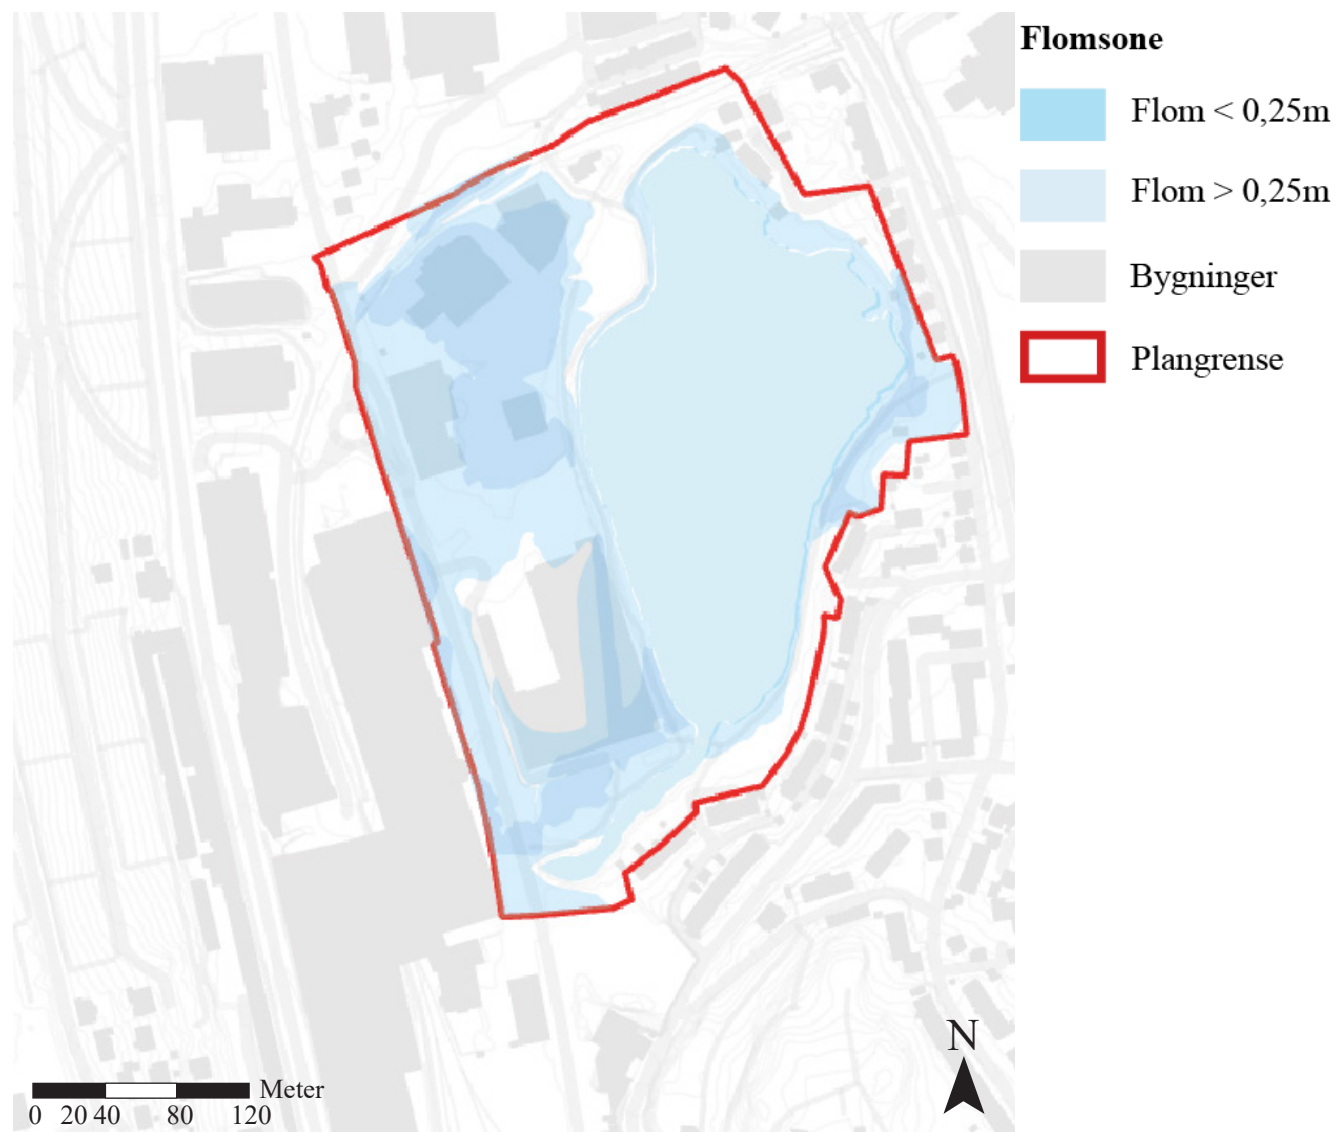 Flomsone
Flom < 0,25m
Flom > 0,25m
Bygninger
Plangrense
N
Meter
0 20 40 80 120